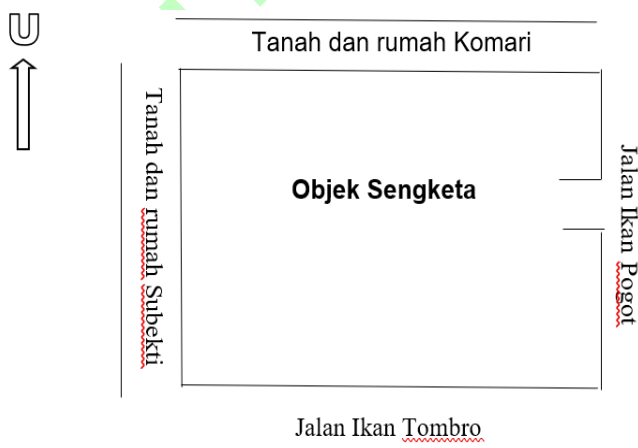 U
Tanah dan rumah Komari
Tanah dan rumah Subekti
Objek Sengketa
Jalan Ikan Pogot
Jalan Ikan Tombro